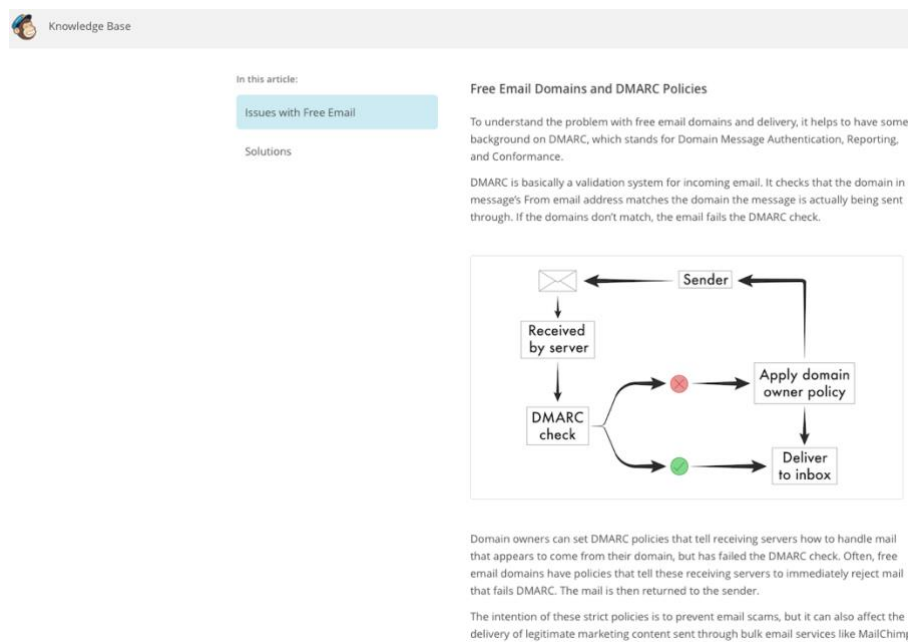 Knowledge Base
In this article:
Issues with Free Email
Solutions
Free Email Domains and DMARC Policies
To understand the problem with free email domains and delivery, it helps to have some
background on DMARC, which stands for Domain Message Authentication, Reporting,
and Conformance.
DMARC is basically a validation system for incoming email. It checks that the domain in
message's From email address matches the domain the message is actually being sent
through. If the domains don't match, the email fails the DMARC check.
Sender
Received
by server
Apply domain
owner policy
DMARC
check
Deliver
to inbox
Domain owners can set DMARC policies that tell receiving servers how to handle mail
that appears to come from their domain, but has failed the DMARC check. Often, free
email domains have policies that tell these receiving servers to immediately reject mail
that fails DMARC. The mail is then returned to the sender.
The intention of these strict policies is to prevent email scams, but it can also affect the
delivery of legitimate marketing content sent through bulk email services like MailChimp